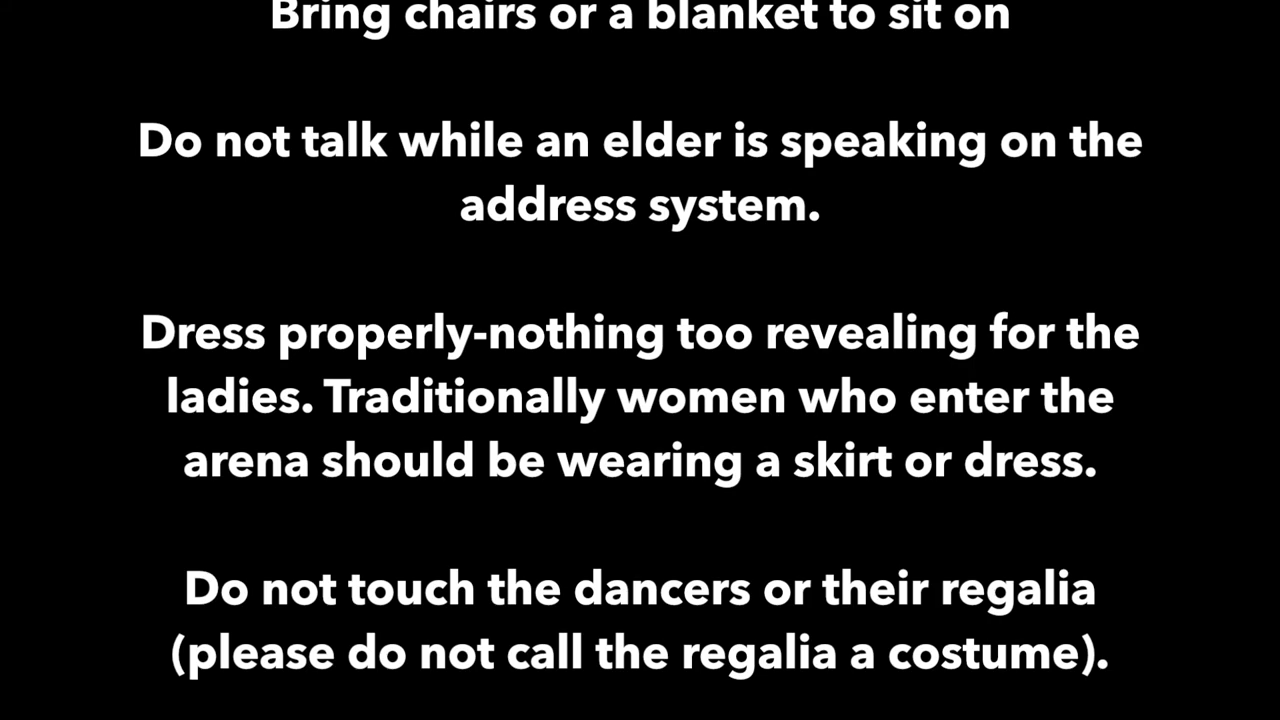 Bring chairs or a blanket to sit on
Do not talk while an elder is speaking on the
address system.
Dress properly-nothing too revealing for the
ladies. Traditionally women who enter the
arena should be wearing a skirt or dress.
Do not touch the dancers or their regalia
(please do not call the regalia a costume).